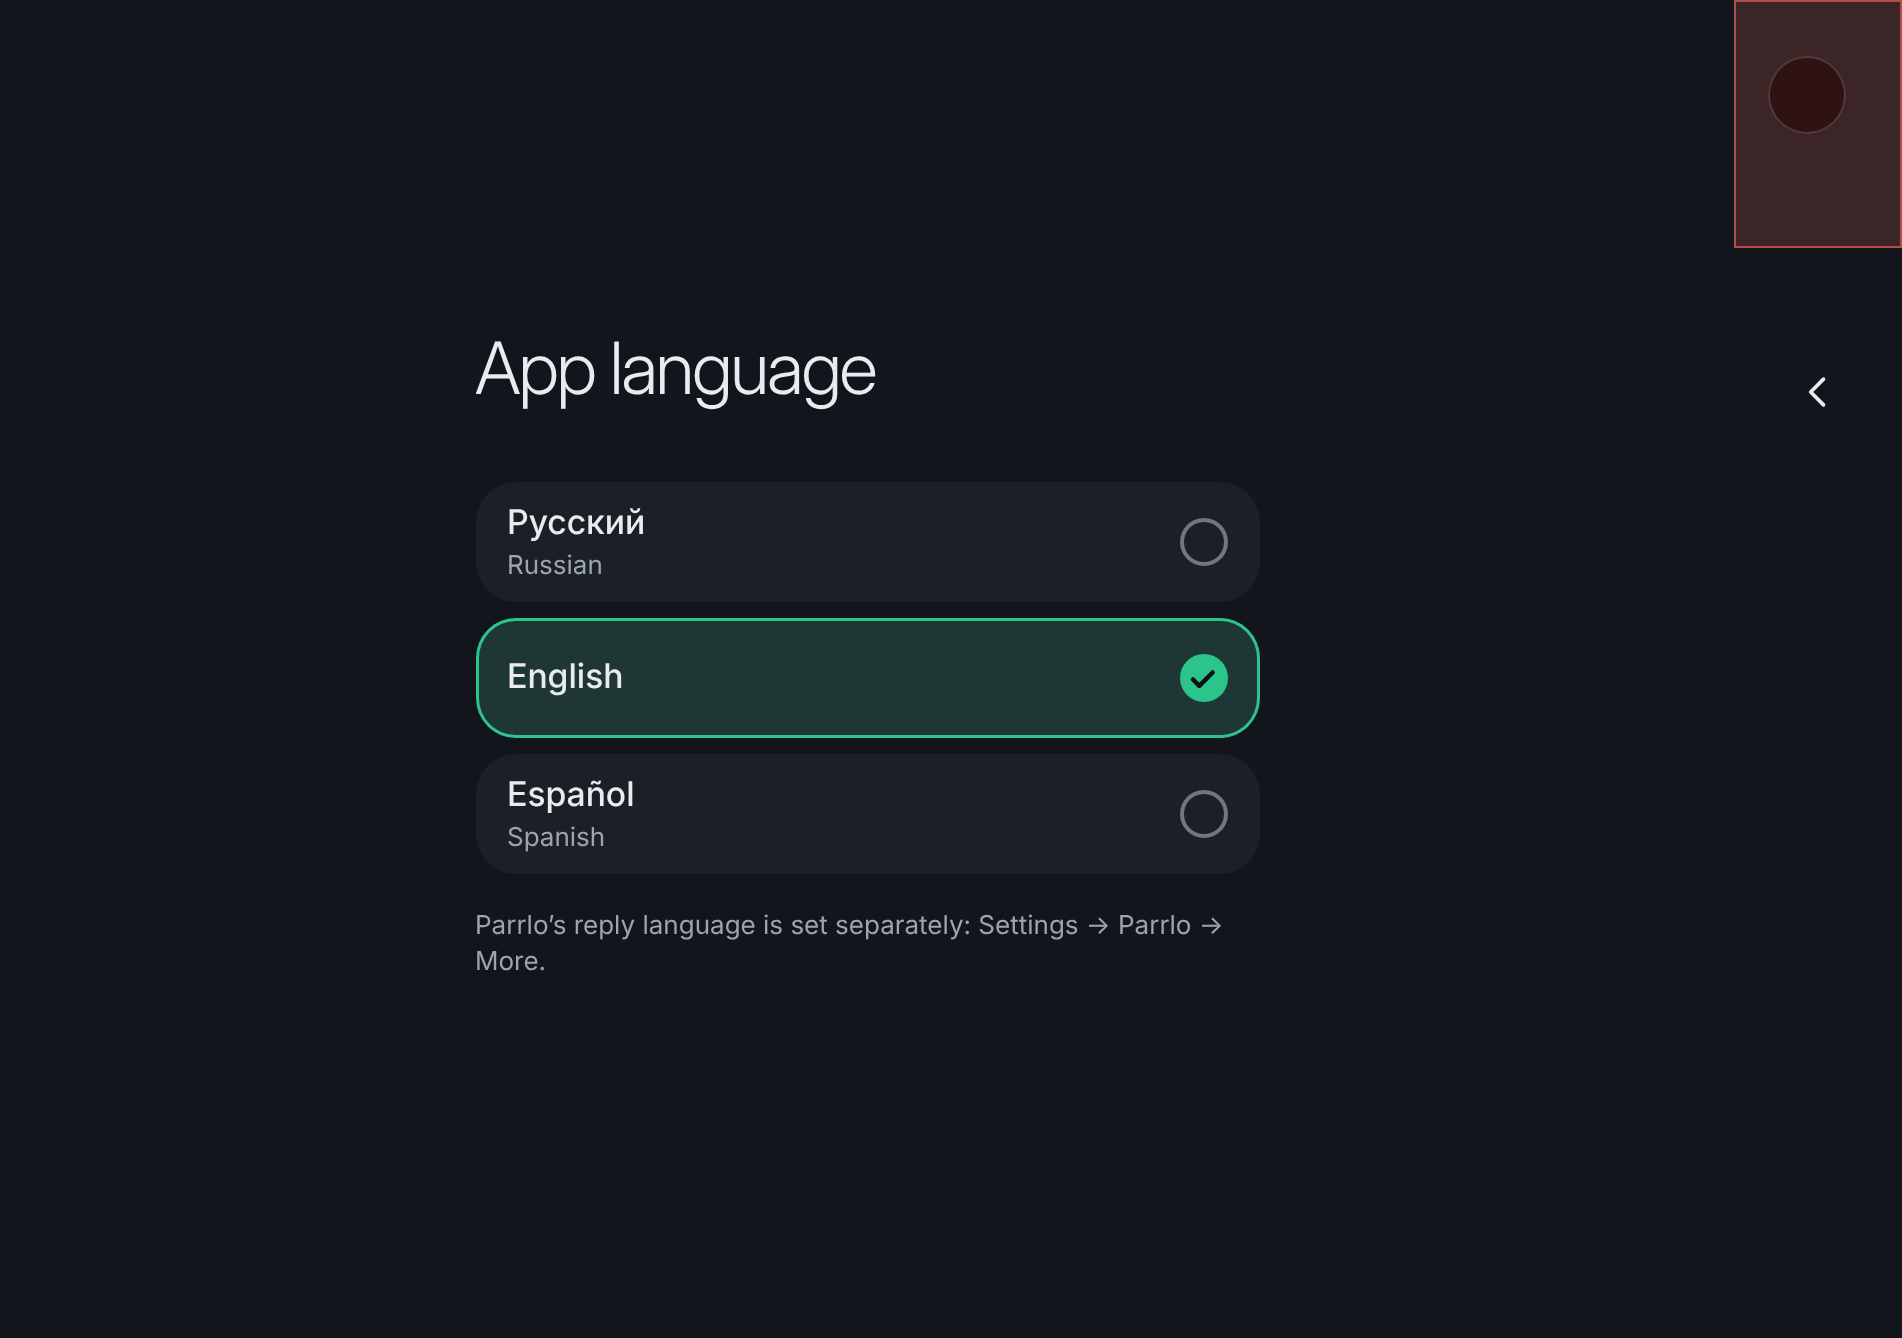 App language
Русский
Russian
English
Español
Spanish
Parrlo’s reply language is set separately: Settings → Parrlo →
More.